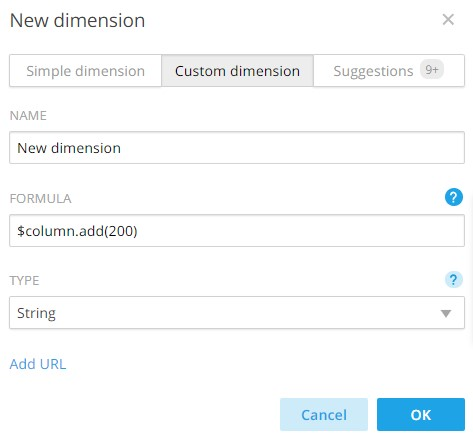 New dimension ×
Simple dimension Custom dimension Suggestions 9+
NAME
New dimension
FORMULA ?
$column.add(200)
TYPE ?
String
Add URL
Cancel OK